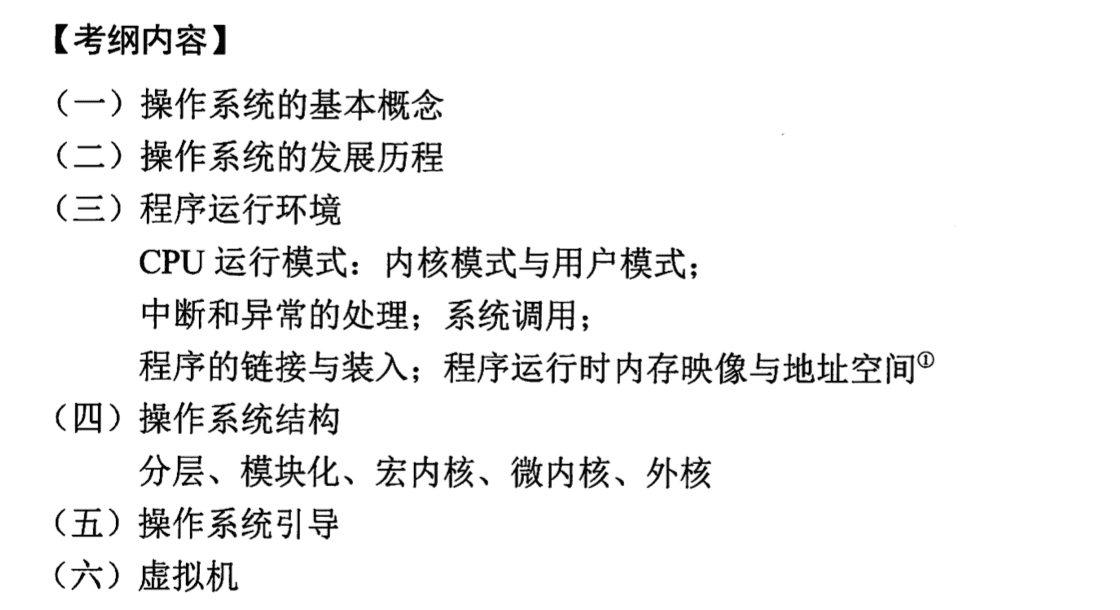 【考纲内容】
（一）操作系统的基本概念
（二）操作系统的发展历程
（三）程序运行环境
CPU 运行模式：内核模式与用户模式；
中断和异常的处理；系统调用；
程序的链接与装入；程序运行时内存映像与地址空间①
（四）操作系统结构
分层、模块化、宏内核、微内核、外核
（五）操作系统引导
（六）虚拟机